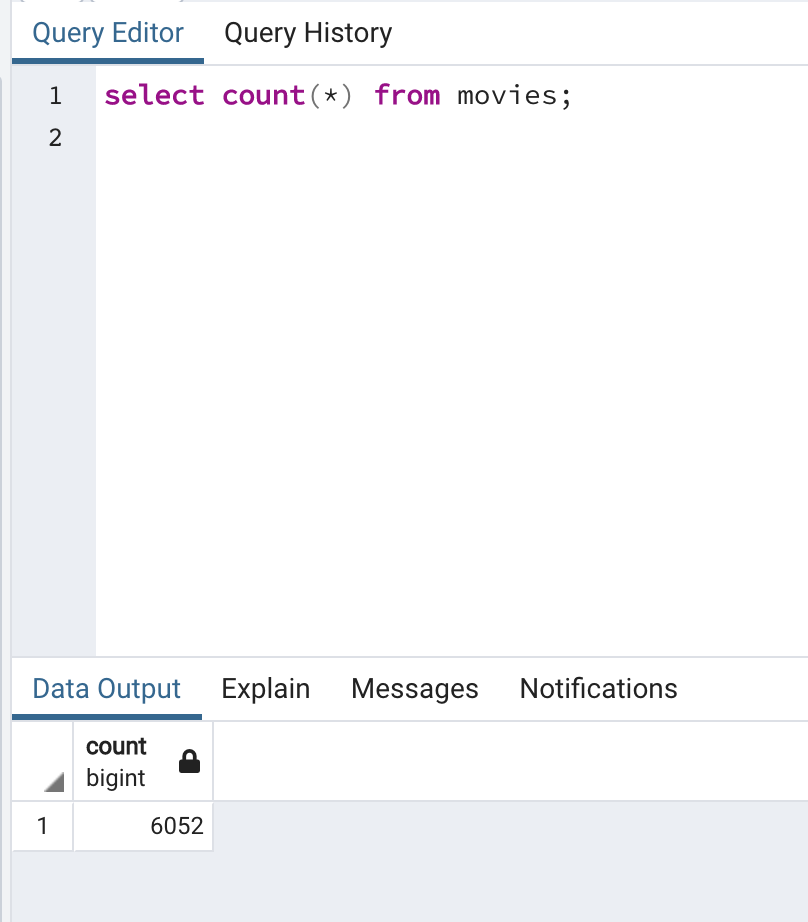 Query Editor Query History
1 select count(*) from movies;
2
Data Output Explain Messages Notifications
count
bigint
1 6052